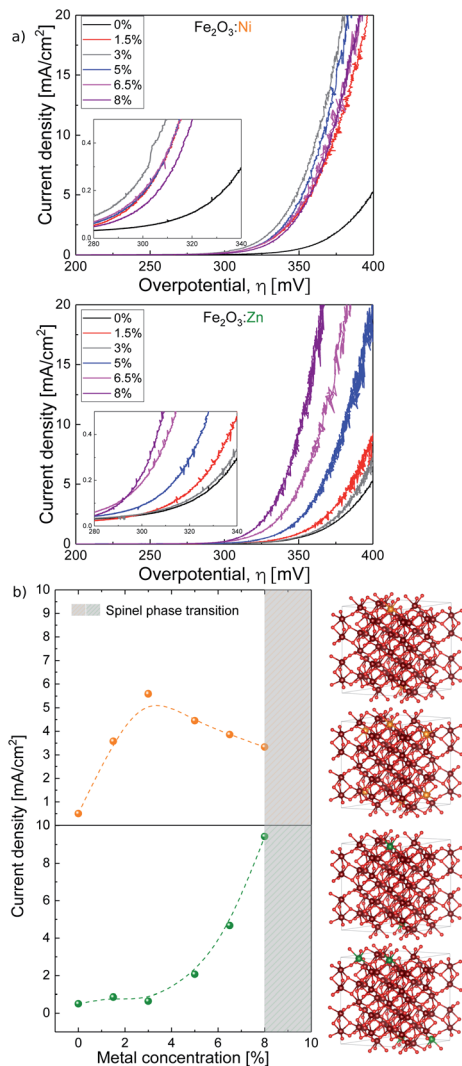 a)
Fe2O3:Ni
0%
1.5%
3%
5%
6.5%
8%
Current density [mA/cm2]
20
15
10
5
0
0.4
0.2
0.0
280 300 320 340
200 250 300 350 400
Overpotential, η [mV]
Fe2O3:Zn
0%
1.5%
3%
5%
6.5%
8%
Current density [mA/cm2]
20
15
10
5
0
0.4
0.2
0.0
280 300 320 340
200 250 300 350 400
Overpotential, η [mV]
b)
Spinel phase transition
Current density [mA/cm2]
10
9
8
7
6
5
4
3
2
1
10
8
6
4
2
0
0 2 4 6 8 10
Metal concentration [%]